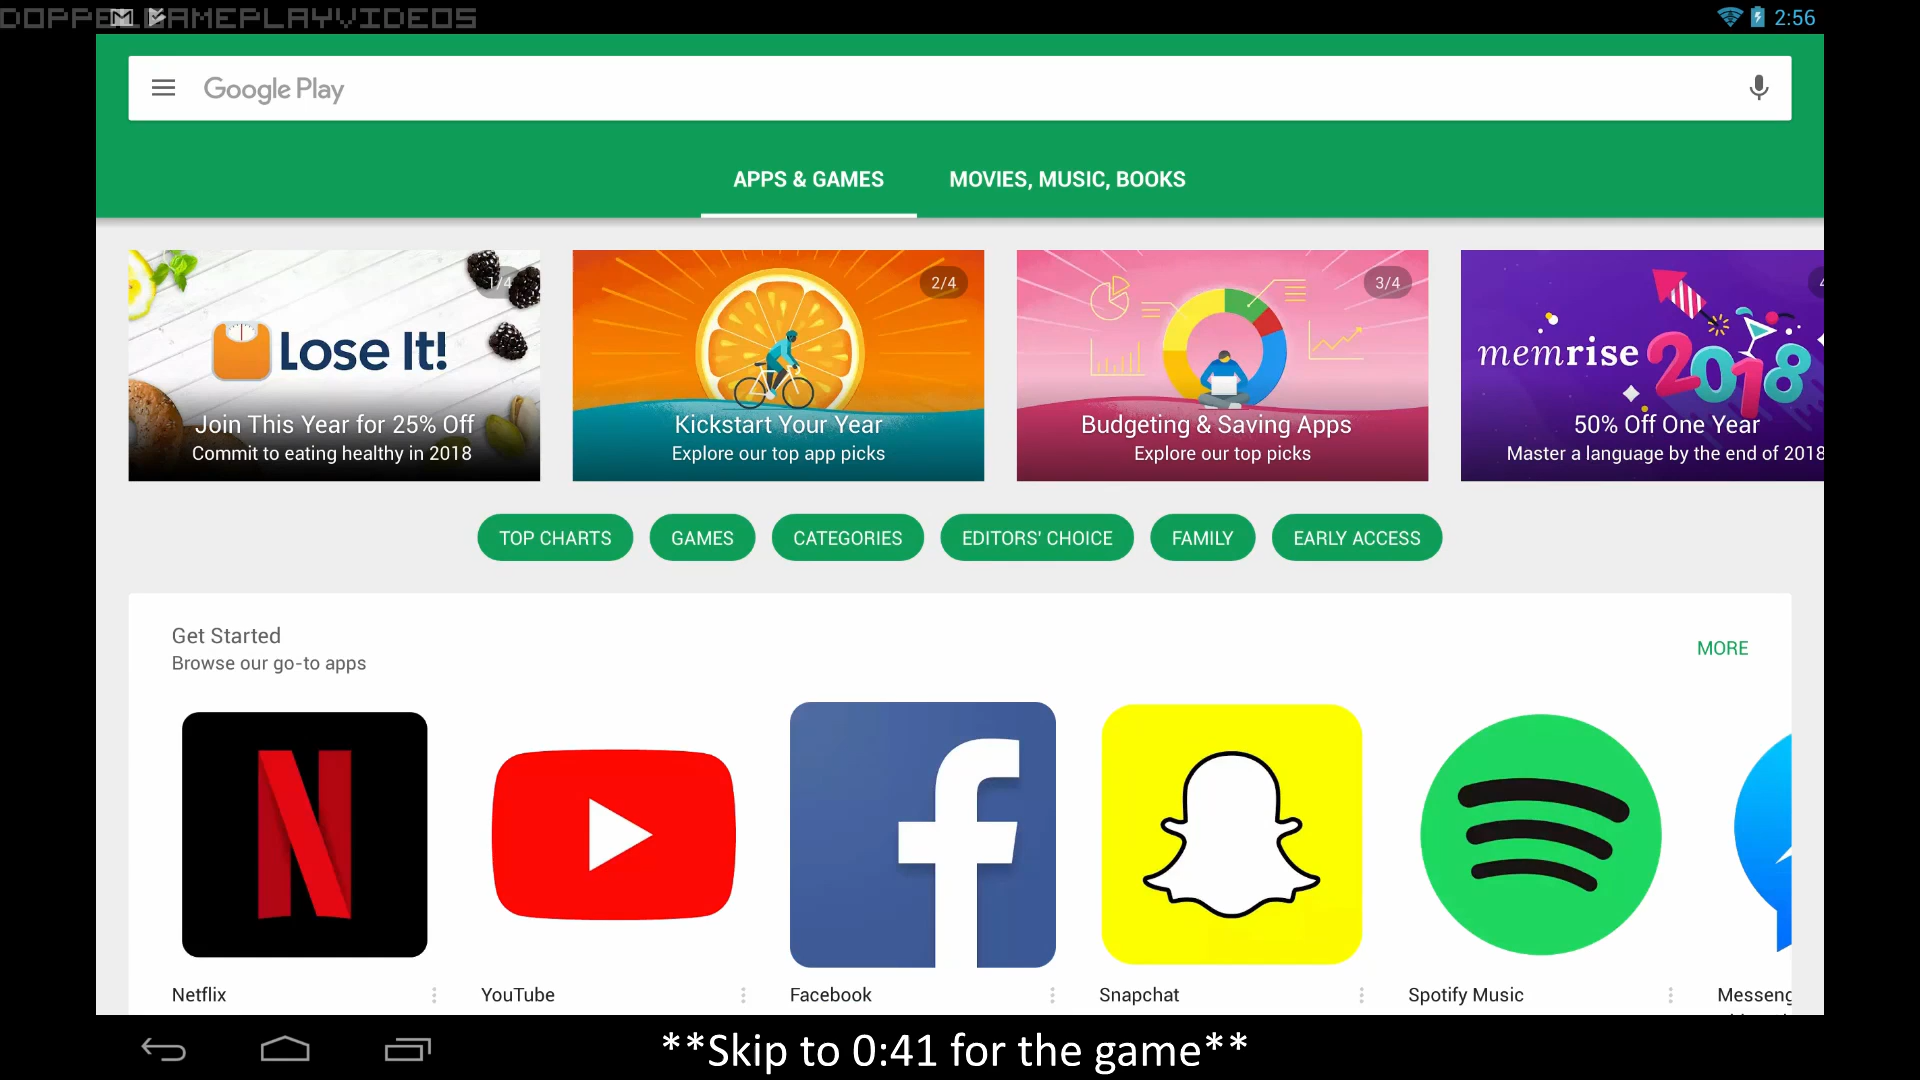 DOPPELGAMEPLAYVIDEOS
2:56
Google Play
APPS & GAMES
MOVIES, MUSIC, BOOKS
1/4
Lose It!
Join This Year for 25% Off
Commit to eating healthy in 2018
2/4
Kickstart Your Year
Explore our top app picks
3/4
Budgeting & Saving Apps
Explore our top picks
memrise 2018
50% Off One Year
Master a language by the end of 2018
TOP CHARTS
GAMES
CATEGORIES
EDITORS' CHOICE
FAMILY
EARLY ACCESS
Get Started
Browse our go-to apps
MORE
Netflix
YouTube
Facebook
Snapchat
Spotify Music
Messeng
**Skip to 0:41 for the game**